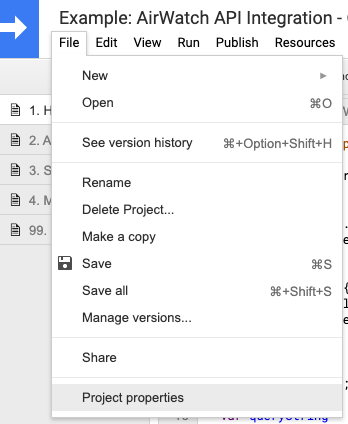 Example: AirWatch API Integration -
File Edit View Run Publish Resources
New
Open ⌘O
See version history ⌘+Option+Shift+H
Rename
Delete Project...
Make a copy
Save ⌘S
Save all ⌘+Shift+S
Manage versions...
Share
Project properties
1. H
2. A
3. S
4. M
99.
var queryString